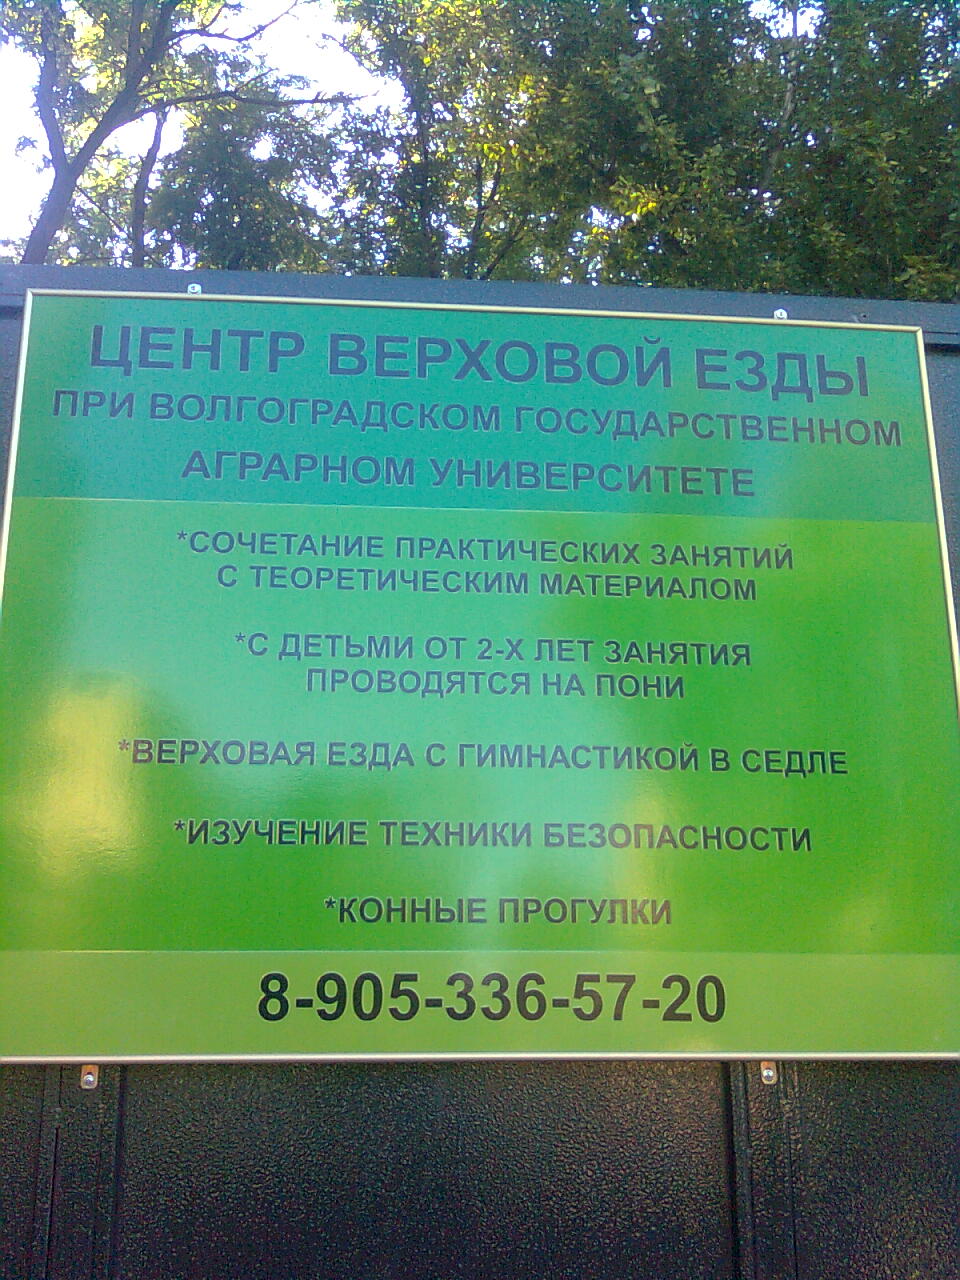 ЦЕНТР ВЕРХОВОЙ ЕЗДЫ
ПРИ ВОЛГОГРАДСКОМ ГОСУДАРСТВЕННОМ
АГРАРНОМ УНИВЕРСИТЕТЕ
*СОЧЕТАНИЕ ПРАКТИЧЕСКИХ ЗАНЯТИЙ
С ТЕОРЕТИЧЕСКИМ МАТЕРИАЛОМ
*С ДЕТЬМИ ОТ 2-Х ЛЕТ ЗАНЯТИЯ
ПРОВОДЯТСЯ НА ПОНИ
*ВЕРХОВАЯ ЕЗДА С ГИМНАСТИКОЙ В СЕДЛЕ
*ИЗУЧЕНИЕ ТЕХНИКИ БЕЗОПАСНОСТИ
*КОННЫЕ ПРОГУЛКИ
8-905-336-57-20